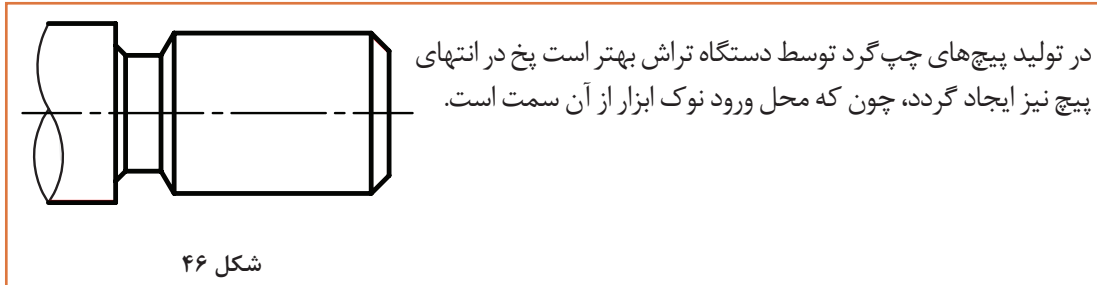 در تولید پیچ‌های چپ‌گرد توسط دستگاه تراش بهتر است پخ در انتهای
پیچ نیز ایجاد گردد، چون که محل ورود نوک ابزار از آن سمت است.
شکل ۴۶